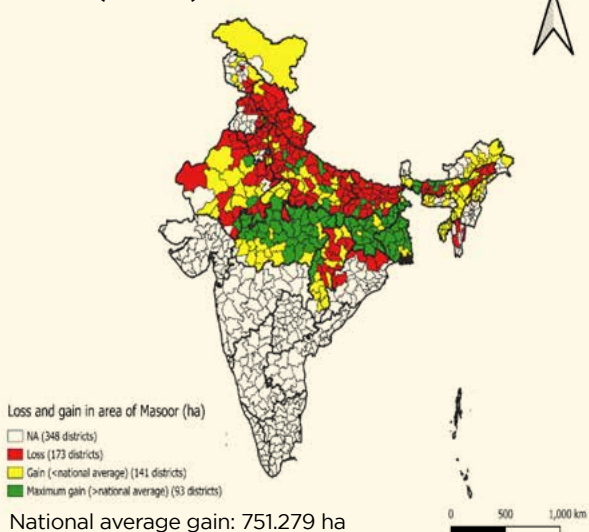 Loss and gain in area of Masoor (ha)
NA (348 districts)
Loss (173 districts)
Gain (<national average) (141 districts)
Maximum gain (>national average) (93 districts)
National average gain: 751.279 ha
0 500 1,000 km